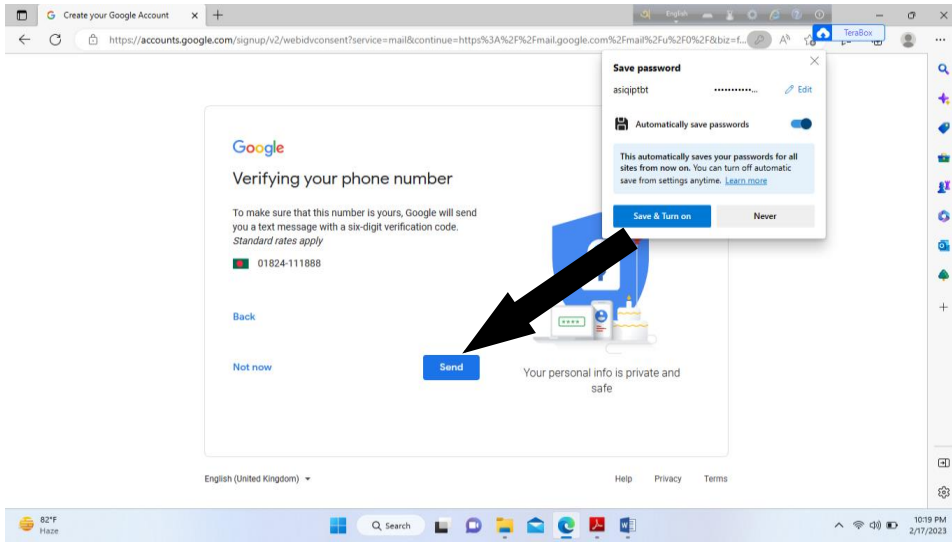 Create your Google Account
English
https://accounts.google.com/signup/v2/webidvconsent?service=mail&continue=https%3A%2F%2Fmail.google.com%2Fmail%2Fu%2F0%2F&biz=f...
TeraBox
Save password
asiqiptbt ............... Edit
Automatically save passwords
This automatically saves your passwords for all
sites from now on. You can turn off automatic
save from settings anytime. Learn more
Save & Turn on Never
Google
Verifying your phone number
To make sure that this number is yours, Google will send
you a text message with a six-digit verification code.
Standard rates apply
01824-111888
Back
Not now Send
Your personal info is private and
safe
English (United Kingdom)
Help Privacy Terms
82°F
Haze
Search
10:19 PM
2/17/2023